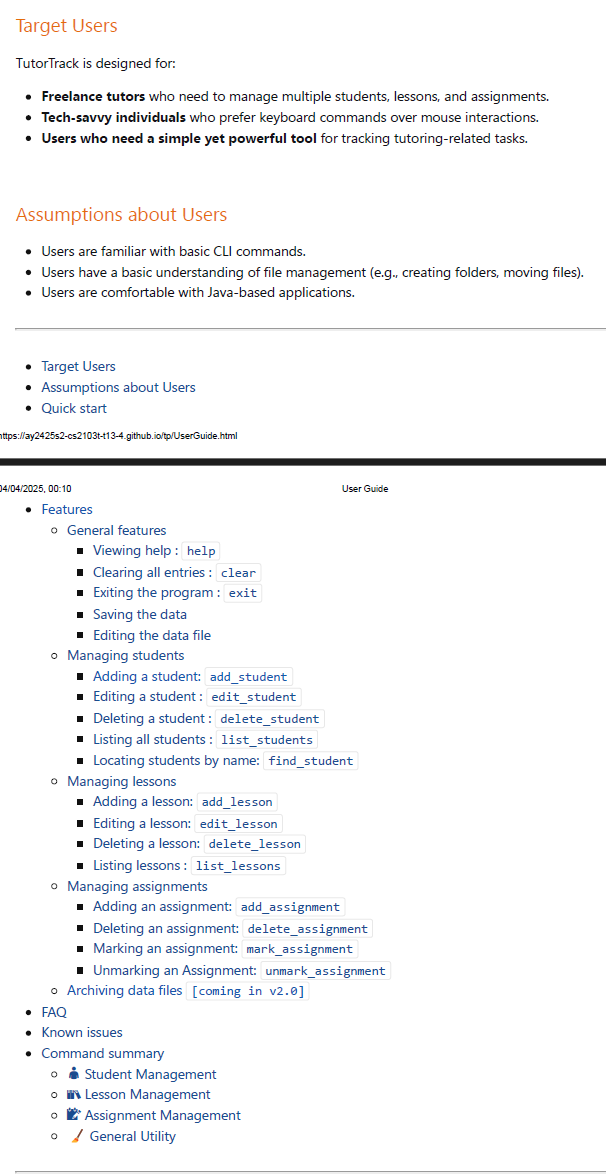 Target Users
TutorTrack is designed for:
• Freelance tutors who need to manage multiple students, lessons, and assignments.
• Tech-savvy individuals who prefer keyboard commands over mouse interactions.
• Users who need a simple yet powerful tool for tracking tutoring-related tasks.
Assumptions about Users
• Users are familiar with basic CLI commands.
• Users have a basic understanding of file management (e.g., creating folders, moving files).
• Users are comfortable with Java-based applications.
• Target Users
• Assumptions about Users
• Quick start
https://ay2425s2-cs2103t-t13-4.github.io/tp/UserGuide.html
04/04/2025, 00:10 User Guide
• Features
○ General features
■ Viewing help : help
■ Clearing all entries : clear
■ Exiting the program : exit
■ Saving the data
■ Editing the data file
○ Managing students
■ Adding a student: add_student
■ Editing a student : edit_student
■ Deleting a student : delete_student
■ Listing all students : list_students
■ Locating students by name: find_student
○ Managing lessons
■ Adding a lesson: add_lesson
■ Editing a lesson: edit_lesson
■ Deleting a lesson: delete_lesson
■ Listing lessons : list_lessons
○ Managing assignments
■ Adding an assignment: add_assignment
■ Deleting an assignment: delete_assignment
■ Marking an assignment: mark_assignment
■ Unmarking an Assignment: unmark_assignment
○ Archiving data files [coming in v2.0]
• FAQ
• Known issues
• Command summary
○ Student Management
○ Lesson Management
○ Assignment Management
○ General Utility